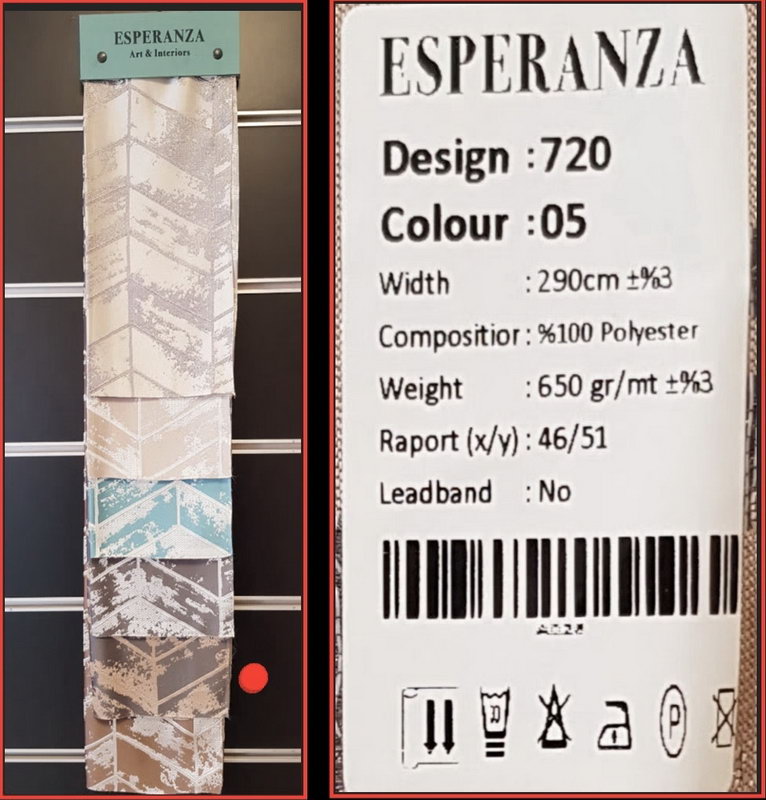 ESPERANZA
Art & Interiors
ESPERANZA
Design :720
Colour :05
Width : 290cm ±%3
Compositior : %100 Polyester
Weight : 650 gr/mt ±%3
Raport (x/y) : 46/51
Leadband : No
P